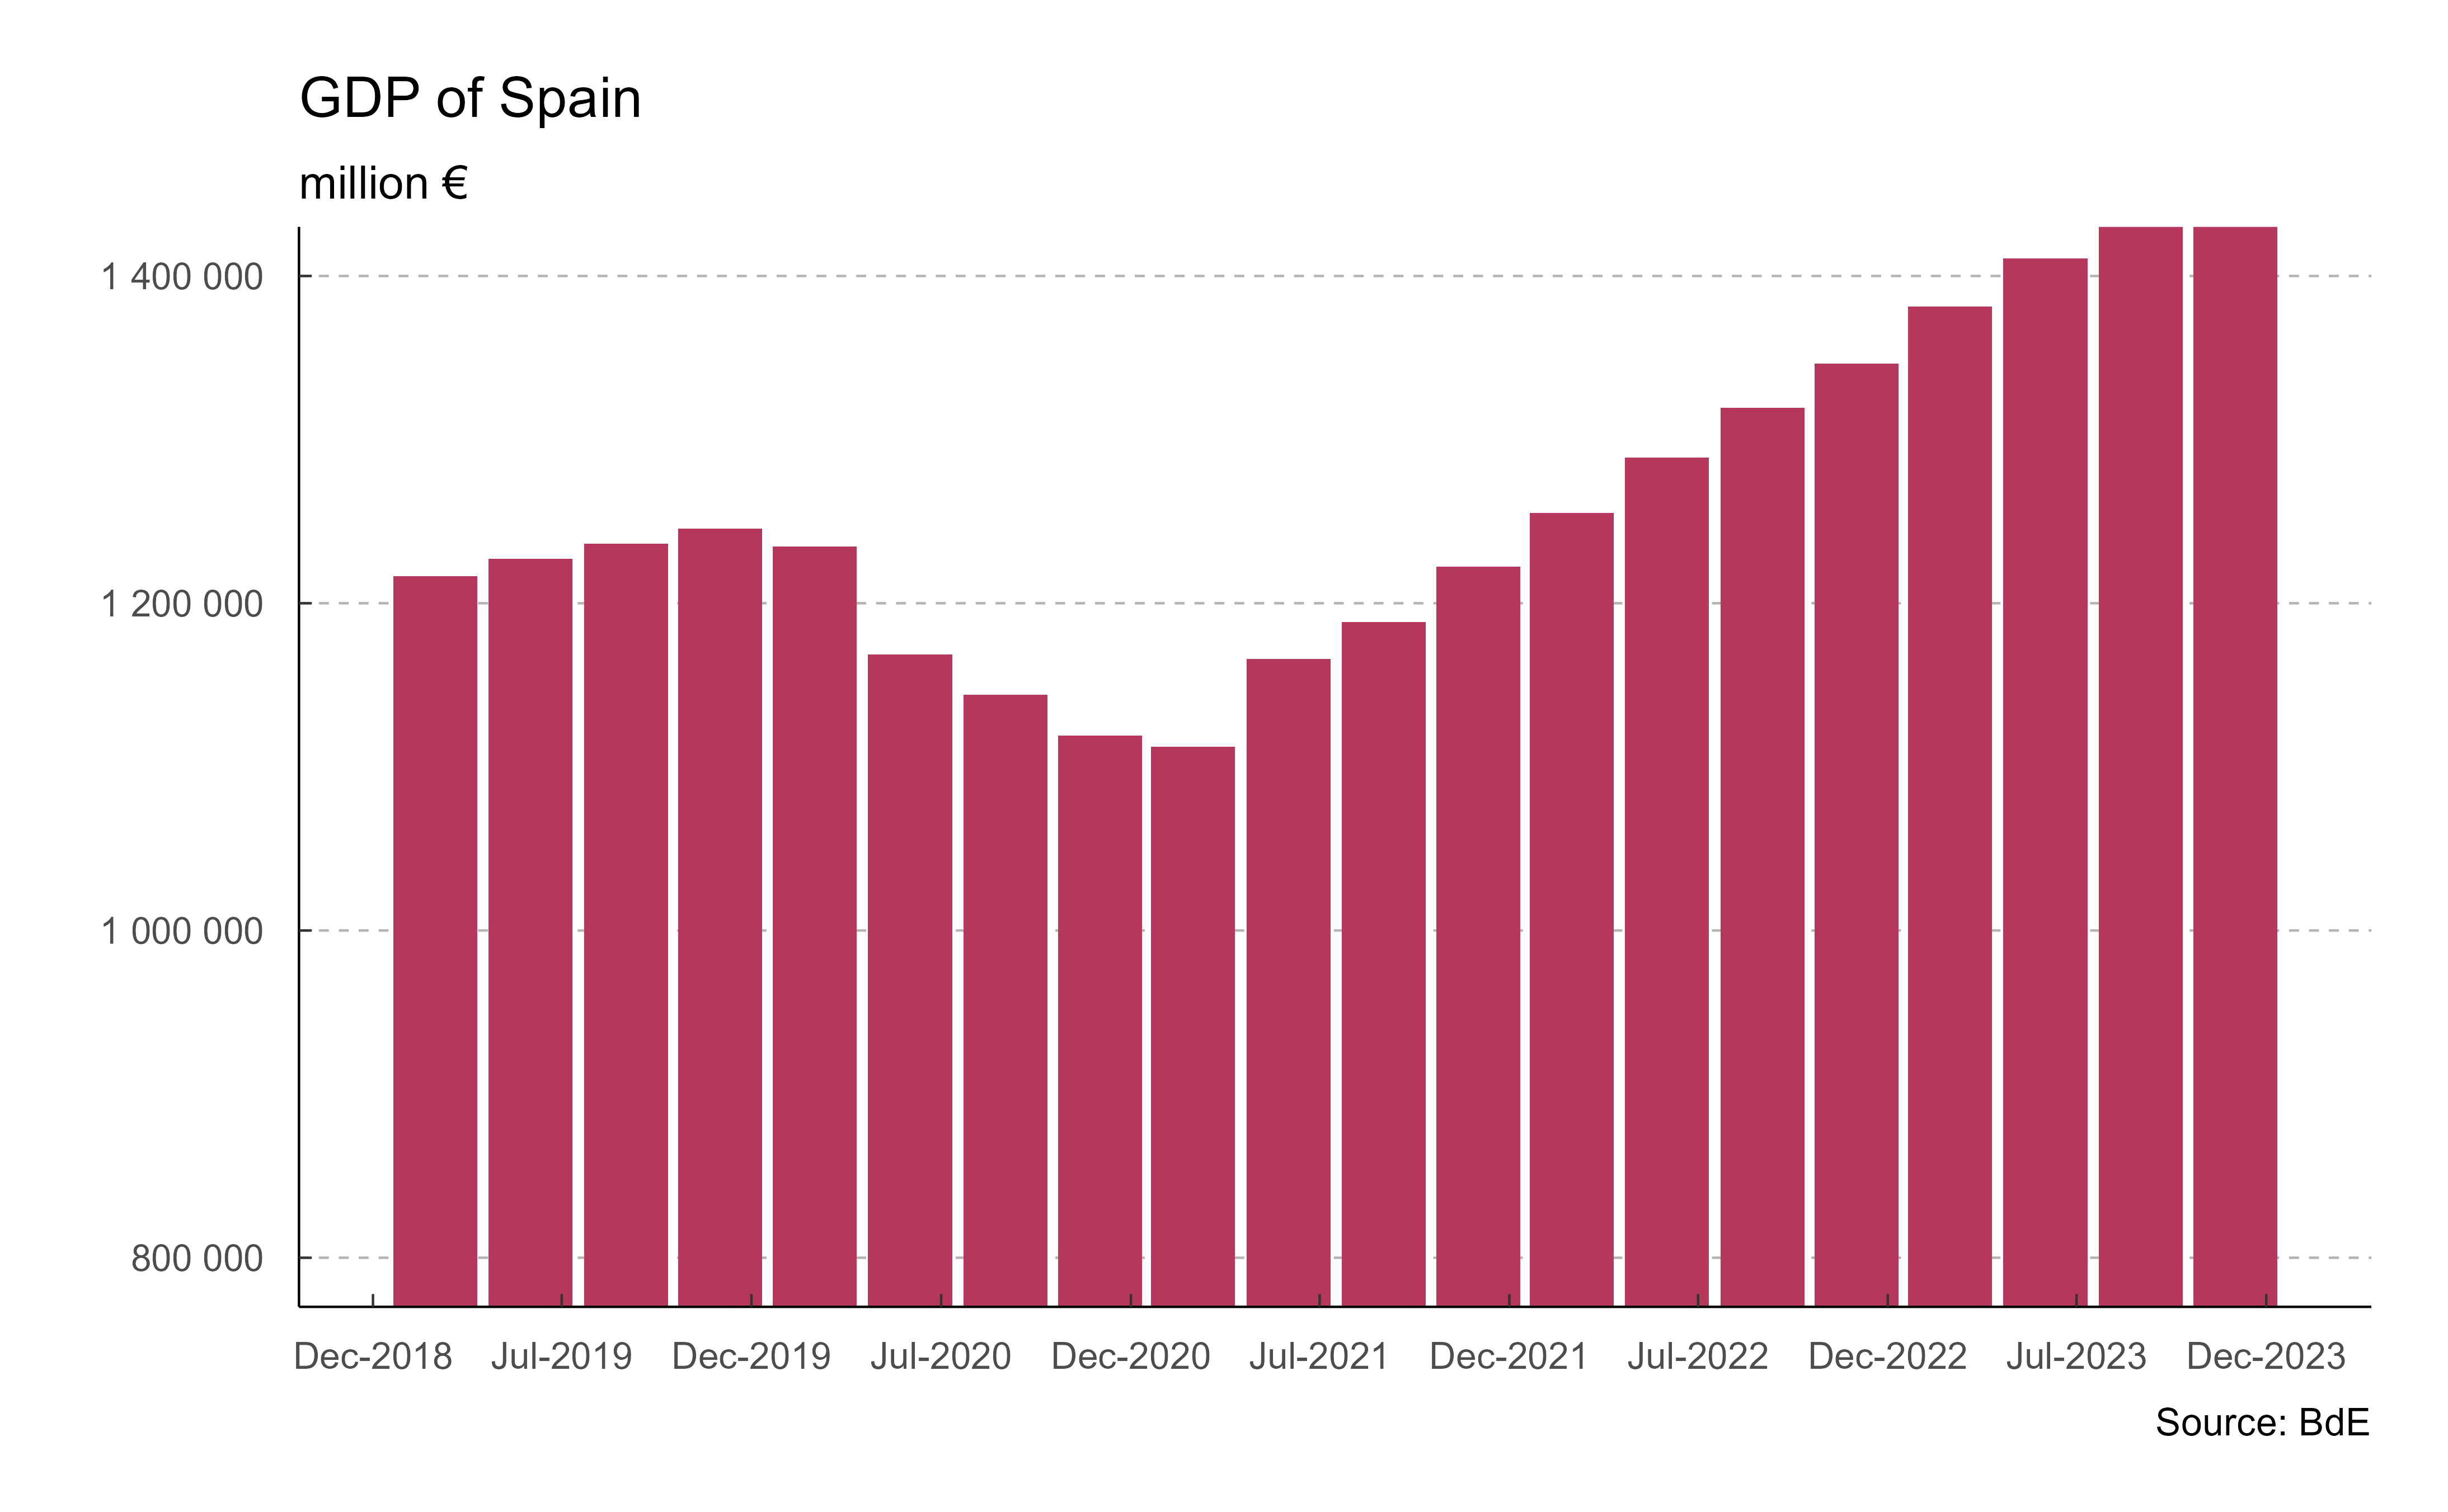 GDP of Spain
million €
1 400 000
1 200 000
1 000 000
800 000
Dec-2018 Jul-2019 Dec-2019 Jul-2020 Dec-2020 Jul-2021 Dec-2021 Jul-2022 Dec-2022 Jul-2023 Dec-2023
Source: BdE